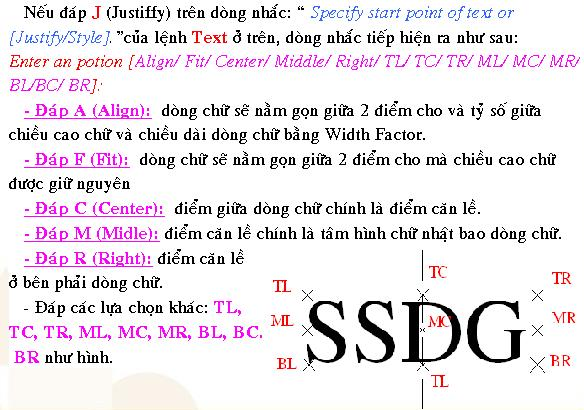 Nếu đáp J (Justiffy) trên dòng nhắc: “ Specify start point of text or
[Justify/Style]. ”của lệnh Text ở trên, dòng nhắc tiếp hiện ra như sau:
Enter an potion [Align/ Fit/ Center/ Middle/ Right/ TL/ TC/ TR/ ML/ MC/ MR/
BL/BC/ BR]:
- Đáp A (Align): dòng chữ sẽ nằm gọn giữa 2 điểm cho và tỷ số giữa
chiều cao chữ và chiều dài dòng chữ bằng Width Factor.
- Đáp F (Fit): dòng chữ sẽ nằm gọn giữa 2 điểm cho mà chiều cao chữ
được giữ nguyên
- Đáp C (Center): điểm giữa dòng chữ chính là điểm căn lề.
- Đáp M (Midle): điểm căn lề chính là tâm hình chữ nhật bao dòng chữ.
- Đáp R (Right): điểm căn lề
ở bên phải dòng chữ.
- Đáp các lựa chọn khác: TL,
TC, TR, ML, MC, MR, BL, BC.
BR như hình.
TL TC TR
ML SSDG MC MR
BL TL BR